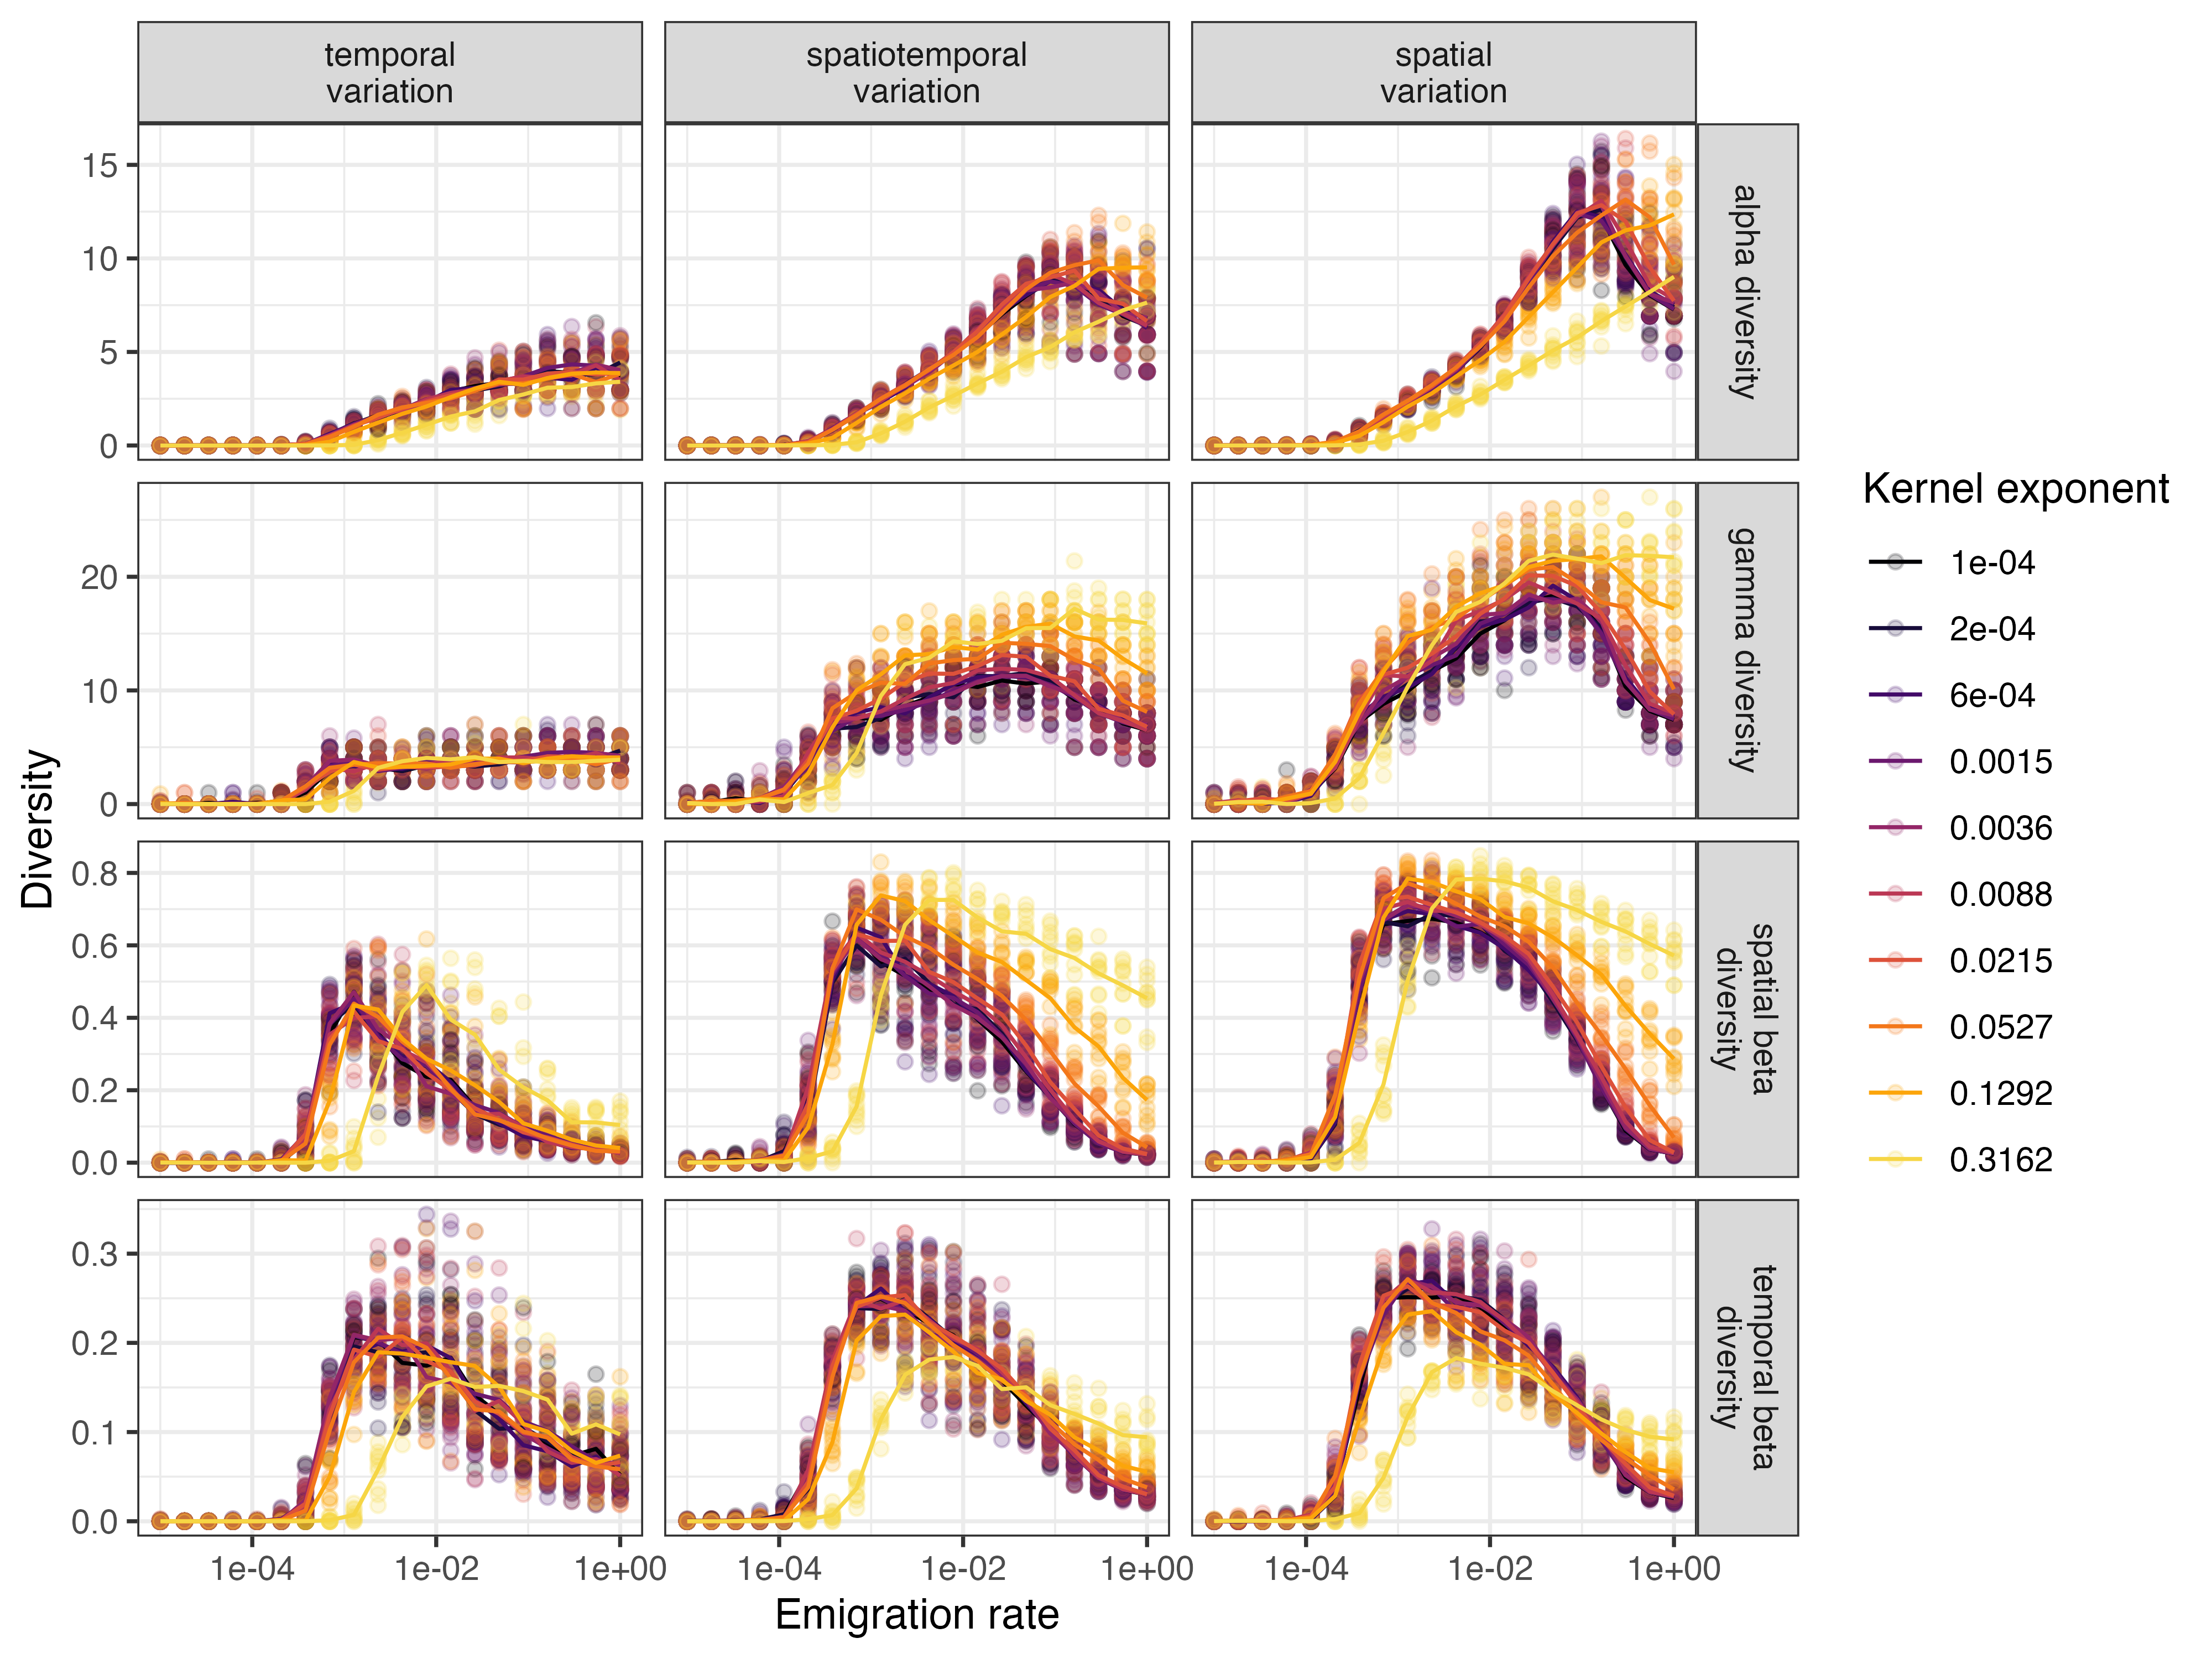 temporal
variation
spatiotemporal
variation
spatial
variation
15
10
5
0
alpha diversity
20
10
0
gamma diversity
0.8
0.6
0.4
0.2
0.0
spatial beta
diversity
0.3
0.2
0.1
0.0
temporal beta
diversity
1e-04
1e-02
1e+00
1e-04
1e-02
1e+00
1e-04
1e-02
1e+00
Emigration rate
Diversity
Kernel exponent
1e-04
2e-04
6e-04
0.0015
0.0036
0.0088
0.0215
0.0527
0.1292
0.3162